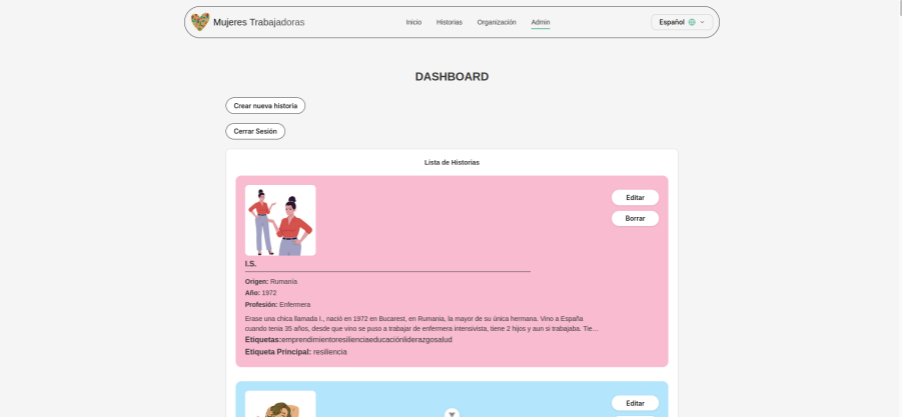 Mujeres Trabajadoras
Inicio Historias Organización Admin
Español
DASHBOARD
Crear nueva historia
Cerrar Sesión
Lista de Historias
Editar
Borrar
I.S.
Origen: Rumania
Año: 1972
Profesión: Enfermera
Erase una chica llamada I., nació en 1972 en Bucarest, en Rumania, la mayor de su única hermana. Vino a España
cuando tenia 35 años, desde que vino se puso a trabajar de enfermera intensivista, tiene 2 hijos y aun si trabajaba. Tie...
Etiquetas:emprendimientoresilienciaeducaciónliderazgosalud
Etiqueta Principal: resiliencia
Editar